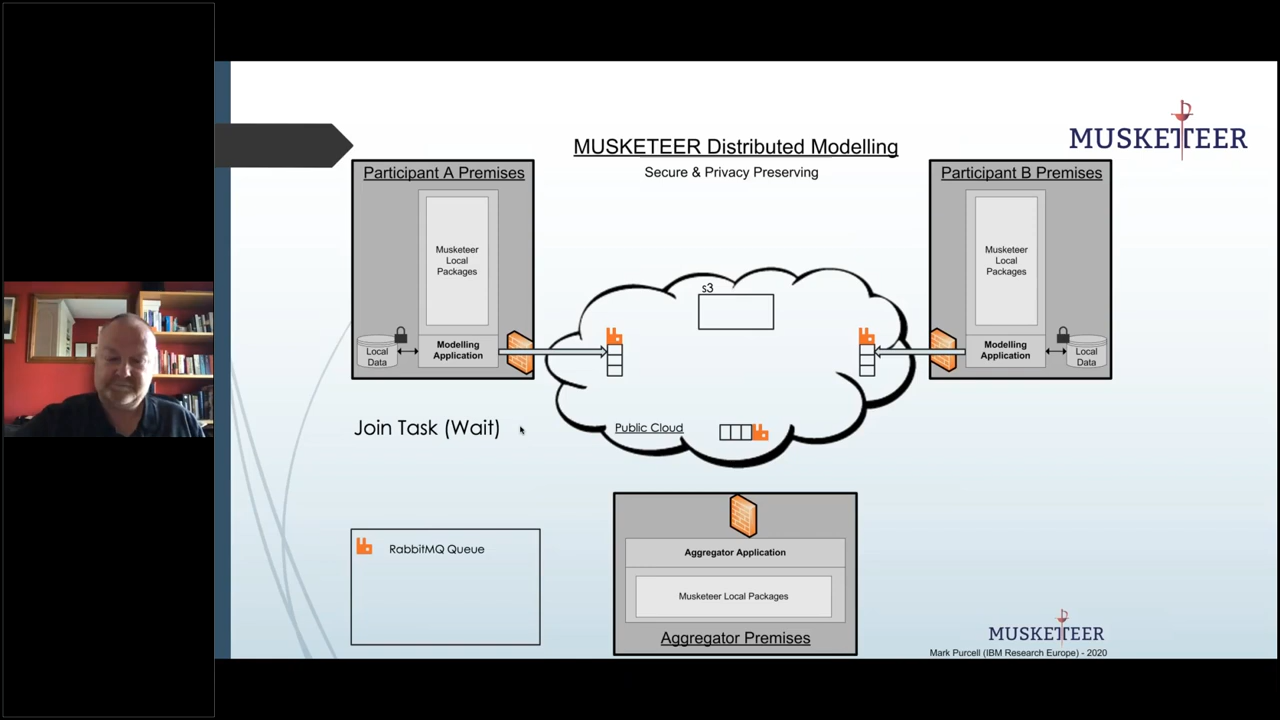 MUSKETEER
MUSKETEER Distributed Modelling
Secure & Privacy Preserving
Participant A Premises
Musketeer
Local
Packages
Local
Data
Modelling
Application
Participant B Premises
Musketeer
Local
Packages
Modelling
Application
Local
Data
s3
Public Cloud
Join Task (Wait)
RabbitMQ Queue
Aggregator Application
Musketeer Local Packages
Aggregator Premises
MUSKETEER
Mark Purcell (IBM Research Europe) - 2020